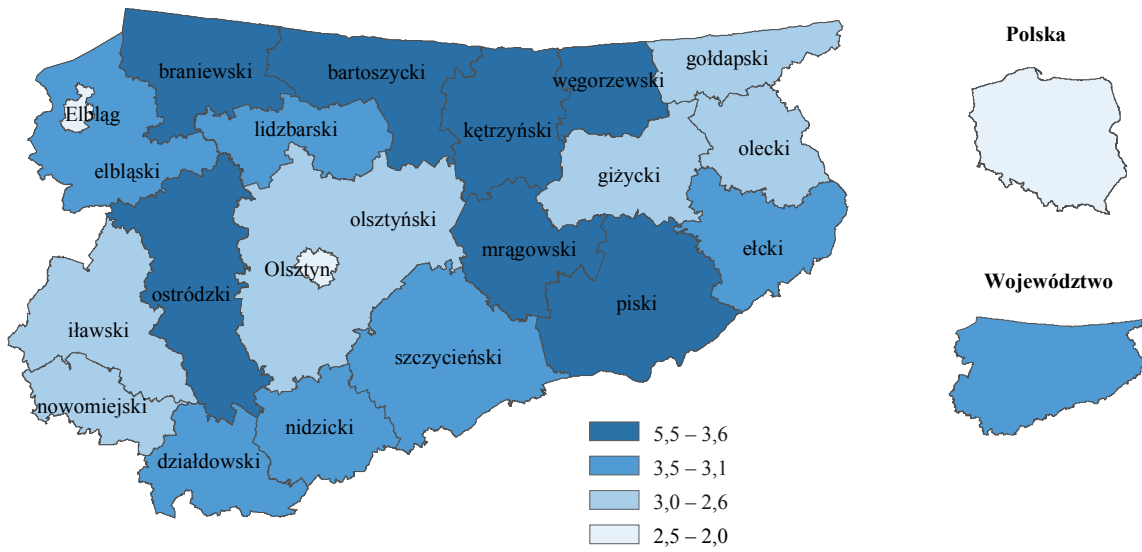 Polska
gołdapski
braniewski
bartoszycki
węgorzewski
Elbląg
lidzbarski
kętrzyński
olecki
elbląski
giżycki
olsztyński
mrągowski
ełcki
Olsztyn
Województwo
ostródzki
piski
iławski
szczycieński
nowomiejski
nidzicki
działdowski
5,5 – 3,6
3,5 – 3,1
3,0 – 2,6
2,5 – 2,0